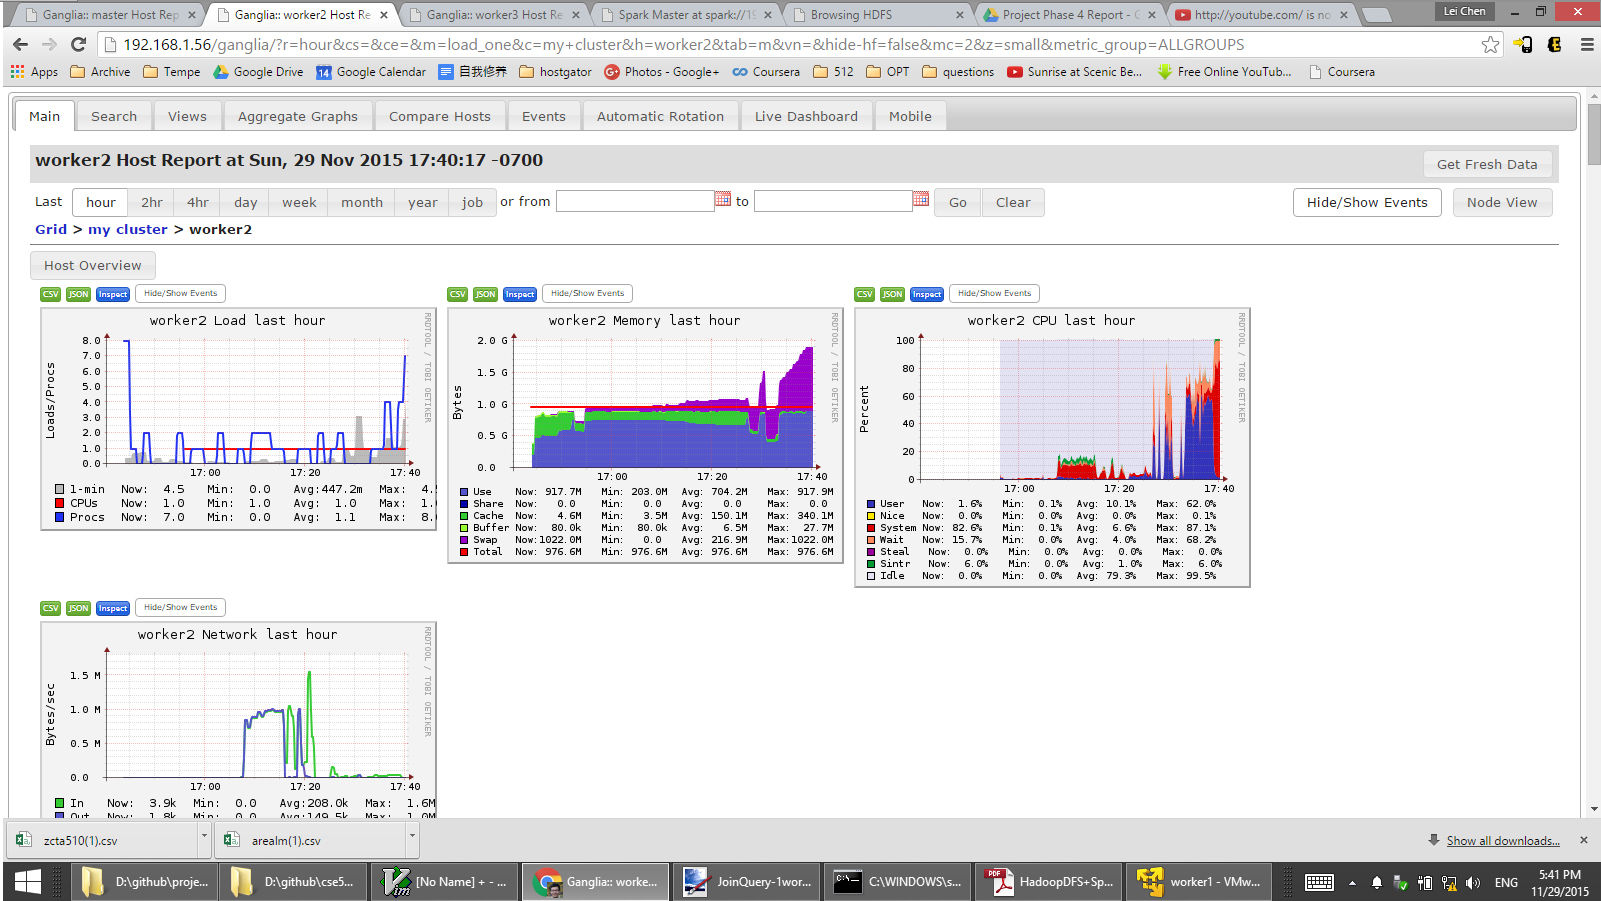 Ganglia:: master Host Rep
Ganglia:: worker2 Host Re
Ganglia:: worker3 Host Re
Spark Master at spark://19
Browsing HDFS
Project Phase 4 Report - G
http://youtube.com/ is no
Lei Chen
192.168.1.56/ganglia/?r=hour&cs=&ce=&m=load_one&c=my+cluster&h=worker2&tab=m&vn=&hide-hf=false&mc=2&z=small&metric_group=ALLGROUPS
Apps Archive Tempe Google Drive 14 Google Calendar 自我修养 hostgator Photos - Google+ Coursera 512 OPT questions Sunrise at Scenic Be... Free Online YouTub... Coursera
Main Search Views Aggregate Graphs Compare Hosts Events Automatic Rotation Live Dashboard Mobile
worker2 Host Report at Sun, 29 Nov 2015 17:40:17 -0700
Get Fresh Data
Last hour 2hr 4hr day week month year job or from to Go Clear
Hide/Show Events Node View
Grid > my cluster > worker2
Host Overview
CSV JSON Inspect Hide/Show Events
worker2 Load last hour
RRDTOOL / TOBI OETIKER
Loads/Procs
8.0
7.0
6.0
5.0
4.0
3.0
2.0
1.0
0.0
17:00 17:20 17:40
1-min Now: 4.5 Min: 0.0 Avg:447.2m Max: 4.
CPUs Now: 1.0 Min: 1.0 Avg: 1.0 Max: 1.
Procs Now: 7.0 Min: 0.0 Avg: 1.1 Max: 8.
CSV JSON Inspect Hide/Show Events
worker2 Memory last hour
RRDTOOL / TOBI OETIKER
Bytes
2.0 G
1.5 G
1.0 G
0.5 G
0.0
17:00 17:20 17:40
Use Now: 917.7M Min: 203.0M Avg: 704.2M Max: 917.9M
Share Now: 0.0 Min: 0.0 Avg: 0.0 Max: 0.0
Cache Now: 4.6M Min: 3.5M Avg: 150.1M Max: 340.1M
Buffer Now: 80.0k Min: 80.0k Avg: 6.5M Max: 27.7M
Swap Now:1022.0M Min: 0.0 Avg: 216.9M Max:1022.0M
Total Now: 976.6M Min: 976.6M Avg: 976.6M Max: 976.6M
CSV JSON Inspect Hide/Show Events
worker2 CPU last hour
RRDTOOL / TOBI OETIKER
Percent
100
80
60
40
20
0
17:00 17:20 17:40
User Now: 1.6% Min: 0.1% Avg: 10.1% Max: 62.0%
Nice Now: 0.0% Min: 0.0% Avg: 0.0% Max: 0.1%
System Now: 82.6% Min: 0.1% Avg: 6.6% Max: 87.1%
Wait Now: 15.7% Min: 0.0% Avg: 4.0% Max: 68.2%
Steal Now: 0.0% Min: 0.0% Avg: 0.0% Max: 0.0%
Sintr Now: 6.0% Min: 0.0% Avg: 1.0% Max: 6.0%
Idle Now: 0.0% Min: 0.0% Avg: 79.3% Max: 99.5%
CSV JSON Inspect Hide/Show Events
worker2 Network last hour
RRDTOOL / TOBI OETIKER
Bytes/sec
1.5 M
1.0 M
0.5 M
0.0
17:00 17:20 17:40
In Now: 3.9k Min: 0.0 Avg:208.0k Max: 1.6M
Out Now: 1.8k Min: 0.0 Avg:149.5k Max: 1.0M
zcta510(1).csv
arealm(1).csv
Show all downloads...
D:\github\proje...
D:\github\cse5...
[No Name] + - ...
Ganglia:: worke...
JoinQuery-1wor...
C:\WINDOWS\s...
HadoopDFS+Sp...
worker1 - VMw...
ENG
5:41 PM
11/29/2015